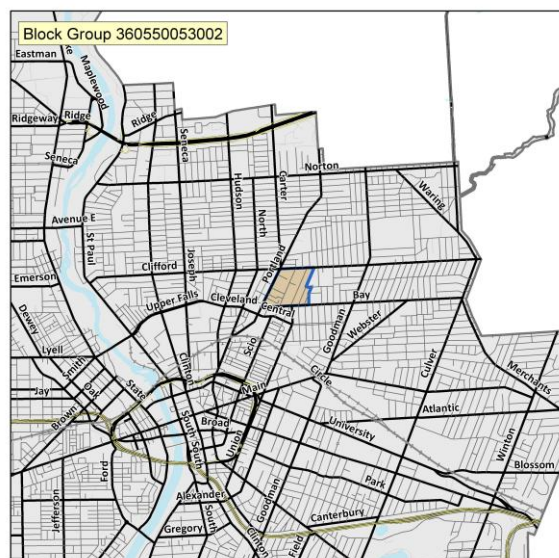 Block Group 360550053002
Eastman
Lake
Maplewood
Ridgeway
Ridge
Ridge
Seneca
Seneca
Hudson
North
Carter
Norton
Waring
Avenue E
St Paul
Portland
Clifford
Joseph
Emerson
Upper Falls
Cleveland
Central
Bay
Dewey
Lyell
Smith
Scio
Goodman
Webster
Clinton
Culver
Merchants
Jay
Oak
State
Main
Circle
Brown
Atlantic
Broad
South
South
Union
University
Winton
Ford
Park
Blossom
Jefferson
Alexander
Goodman
Canterbury
Gregory
South
Clinton
Field